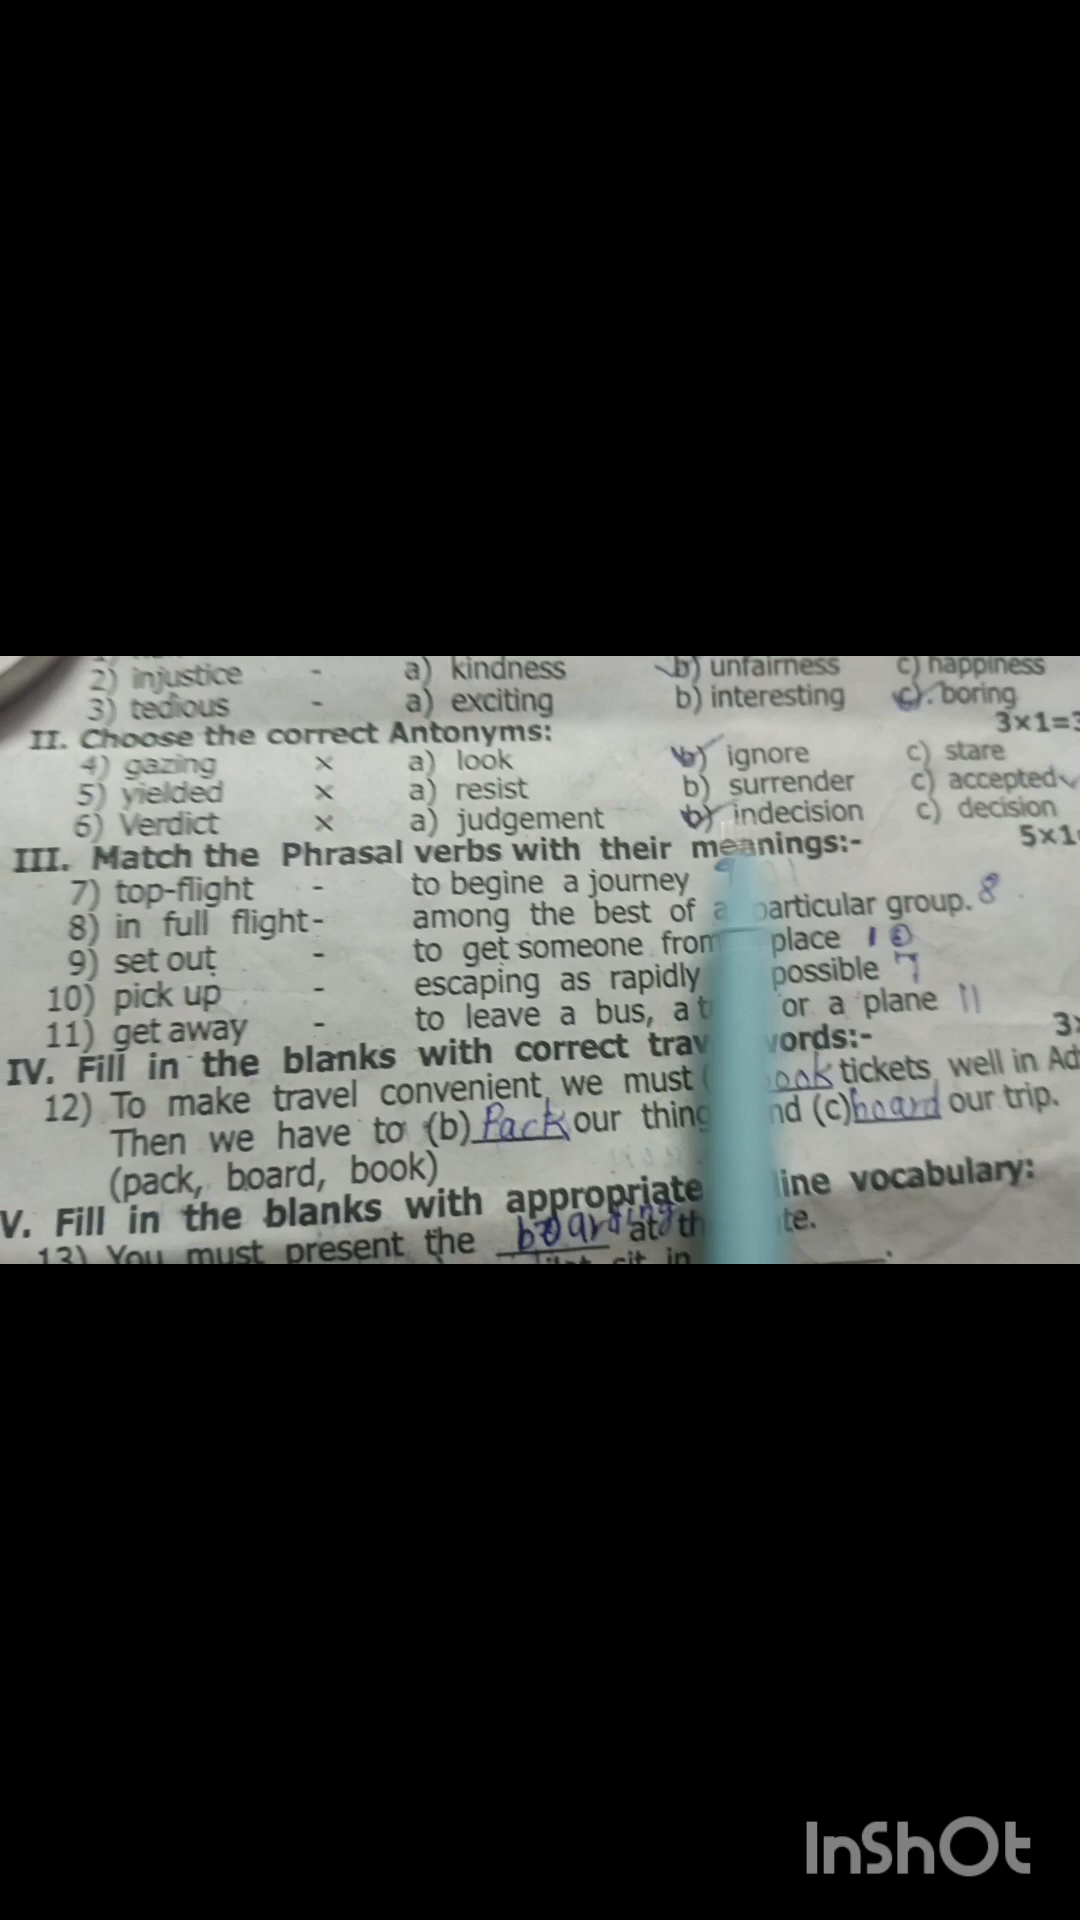 2) injustice - a) kindness b) unfairness c) happiness
3) tedious - a) exciting b) interesting c) boring
3×1=3
II. Choose the correct Antonyms:
4) gazing × a) look b) ignore c) stare
5) yielded × a) resist b) surrender c) accepted
6) Verdict × a) judgement b) indecision c) decision
5×1
III. Match the Phrasal verbs with their meanings:-
7) top-flight - to begine a journey 9
8) in full flight- among the best of a particular group. 8
9) set out - to get someone from place 10
10) pick up - escaping as rapidly possible 7
11) get away - to leave a bus, a or a plane 11
IV. Fill in the blanks with correct trav words:-
12) To make travel convenient, we must ook tickets well in Ad
Then we have to (b) Pack our thing nd (c) board our trip.
(pack, board, book)
V. Fill in the blanks with appropriate line vocabulary:
13) You must present the boarding at th te.
sit in
InShOt